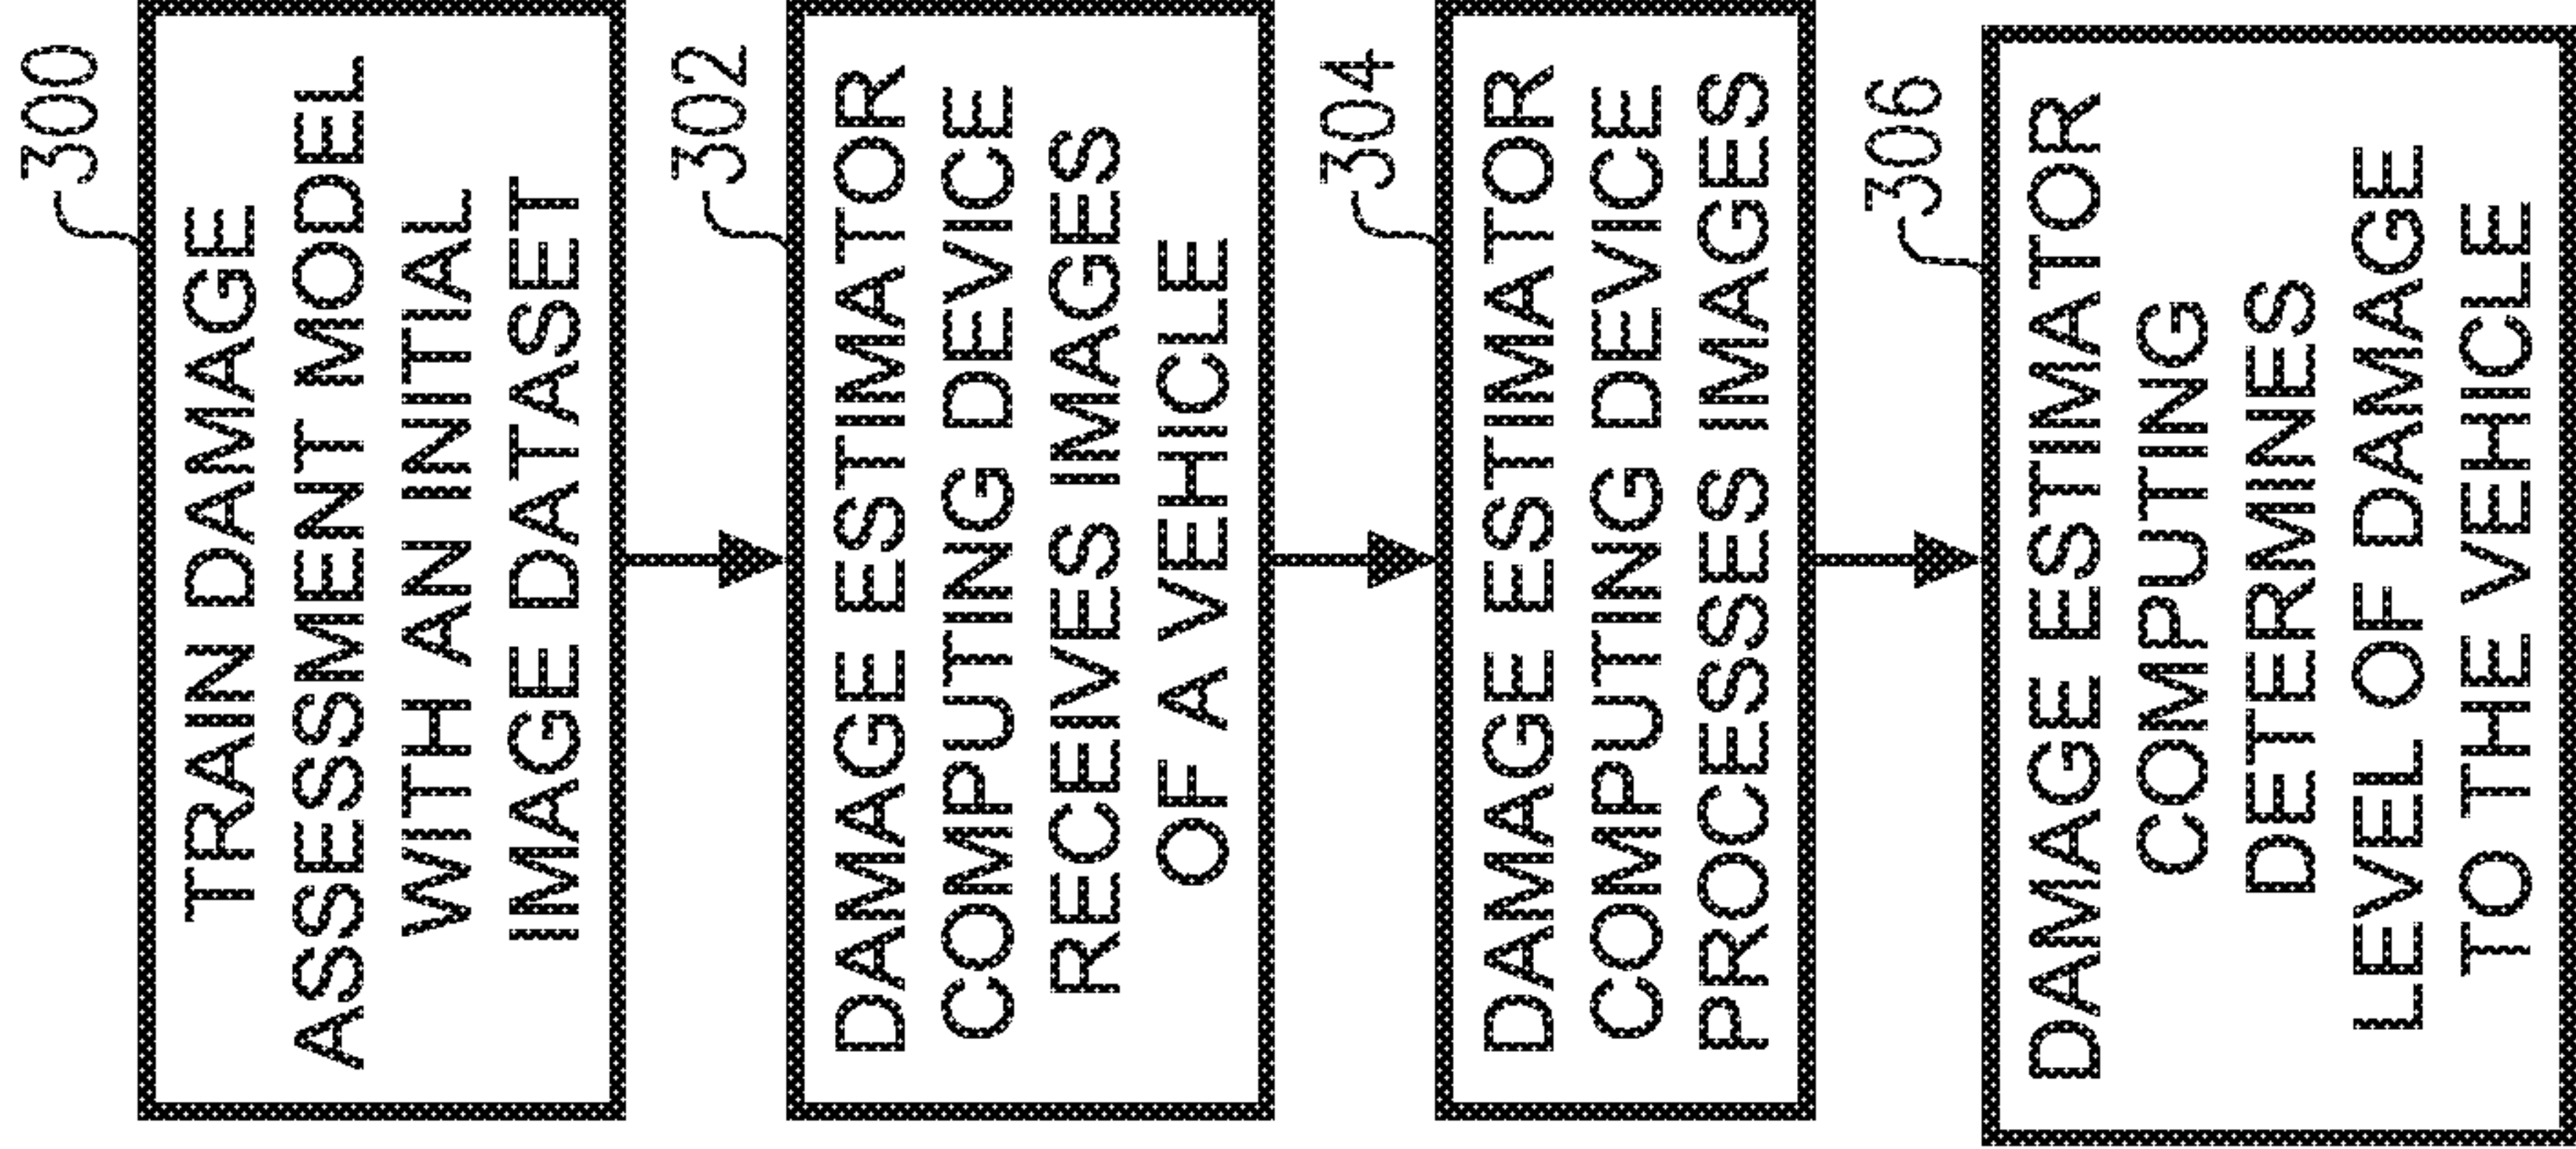 300
TRAIN DAMAGE
ASSESSMENT MODEL
WITH AN INITIAL
IMAGE DATASET
302
DAMAGE ESTIMATOR
COMPUTING DEVICE
RECEIVES IMAGES
OF A VEHICLE
304
DAMAGE ESTIMATOR
COMPUTING DEVICE
PROCESSES IMAGES
306
DAMAGE ESTIMATOR
COMPUTING
DETERMINES
LEVEL OF DAMAGE
TO THE VEHICLE